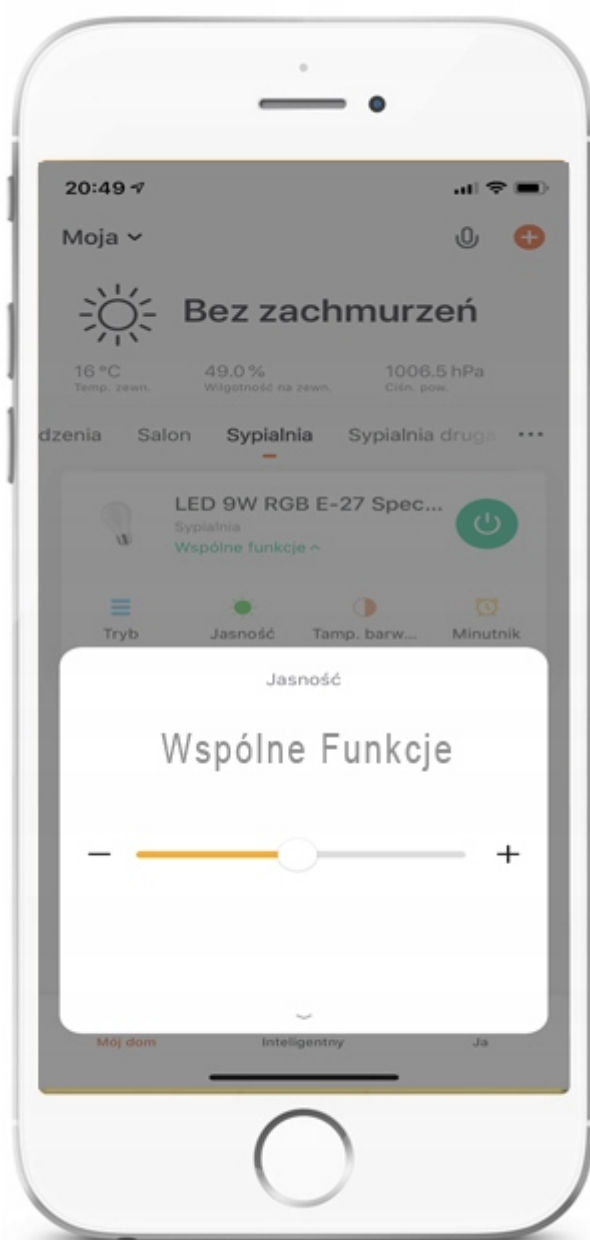 20:49
Moja
Bez zachmurzeń
16 °C 49.0 % 1006.5 hPa
Temp. zewn. Wilgotność na zewn. Ciśn. pow.
dzenia Salon Sypialnia Sypialnia druga ...
LED 9W RGB E-27 Spec...
Sypialnia
Wspólne funkcje
Tryb Jasność Tamp. barw... Minutnik
Jasność
Wspólne Funkcje
− +
Mój dom Inteligentny Ja